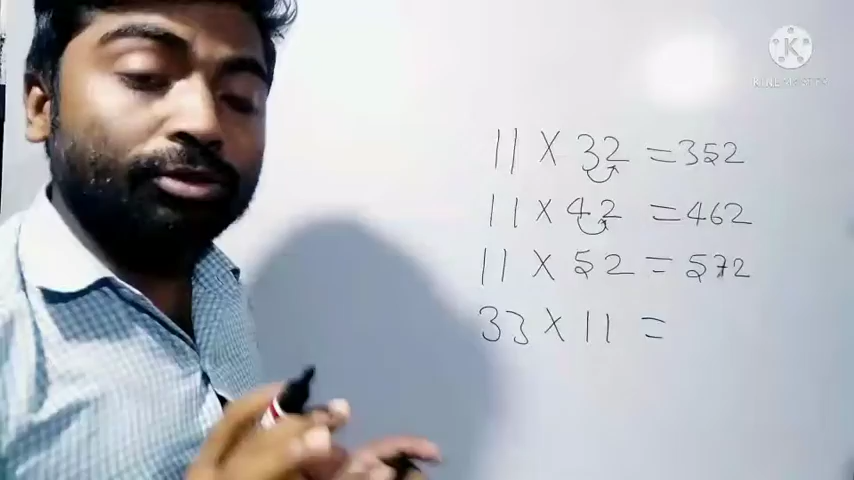 11 × 32 = 352
11 × 42 = 462
11 × 52 = 572
33 × 11 =
K